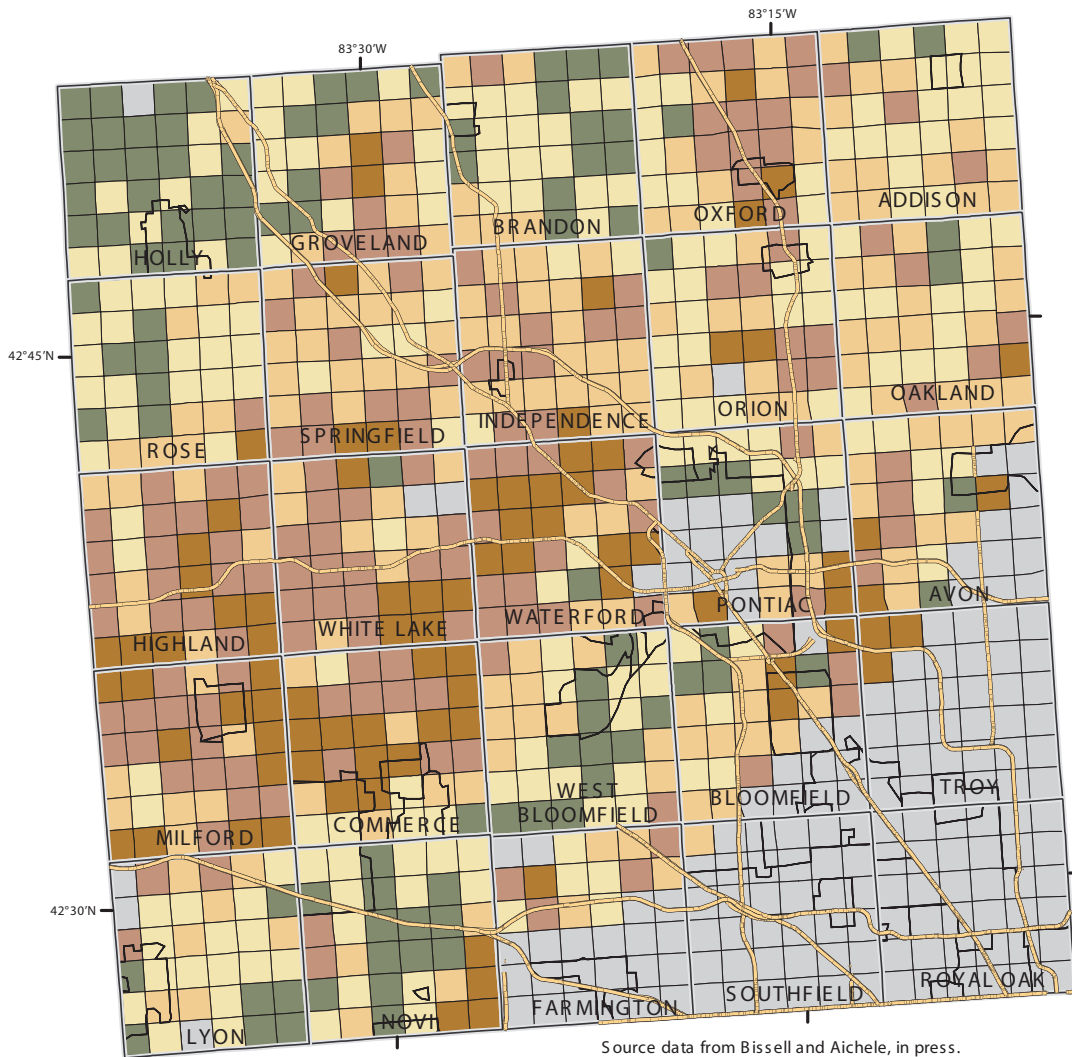 83°15'W
83°30'W
ADDISON
OXFORD
BRANDON
GROVELAND
HOLLY
42°45'N
OAKLAND
ORION
INDEPENDENCE
SPRINGFIELD
ROSE
AVON
PONTIAC
WATERFORD
WHITE LAKE
HIGHLAND
TROY
BLOOMFIELD
WEST
BLOOMFIELD
COMMERCE
MILFORD
42°30'N
ROYAL OAK
SOUTHFIELD
FARMINGTON
NOVI
LYON
Source data from Bissell and Aichele, in press.